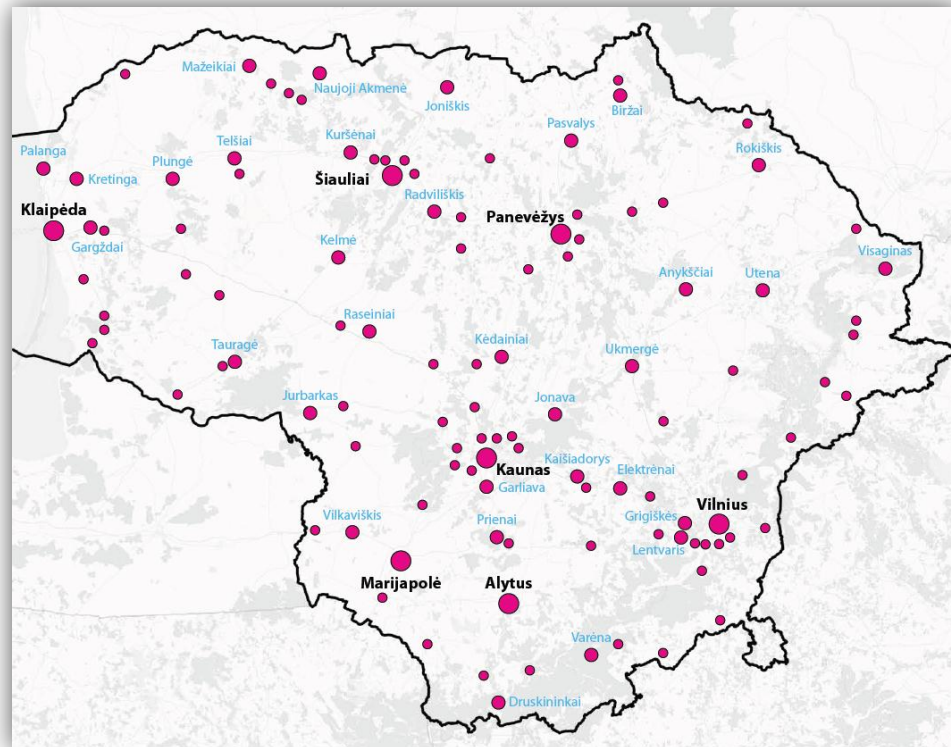 Mažeikiai
Naujoji Akmenė
Joniškis
Biržai
Pasvalys
Rokiškis
Palanga
Kretinga
Plungė
Telšiai
Kuršėnai
Šiauliai
Radviliškis
Panevėžys
Klaipėda
Gargždai
Kelmė
Anykščiai
Utena
Visaginas
Raseiniai
Tauragė
Kėdainiai
Ukmergė
Jurbarkas
Jonava
Kaunas
Garliava
Kaišiadorys
Elektrėnai
Vilkaviškis
Prienai
Grigiškės
Vilnius
Lentvaris
Marijapolė
Alytus
Varėna
Druskininkai